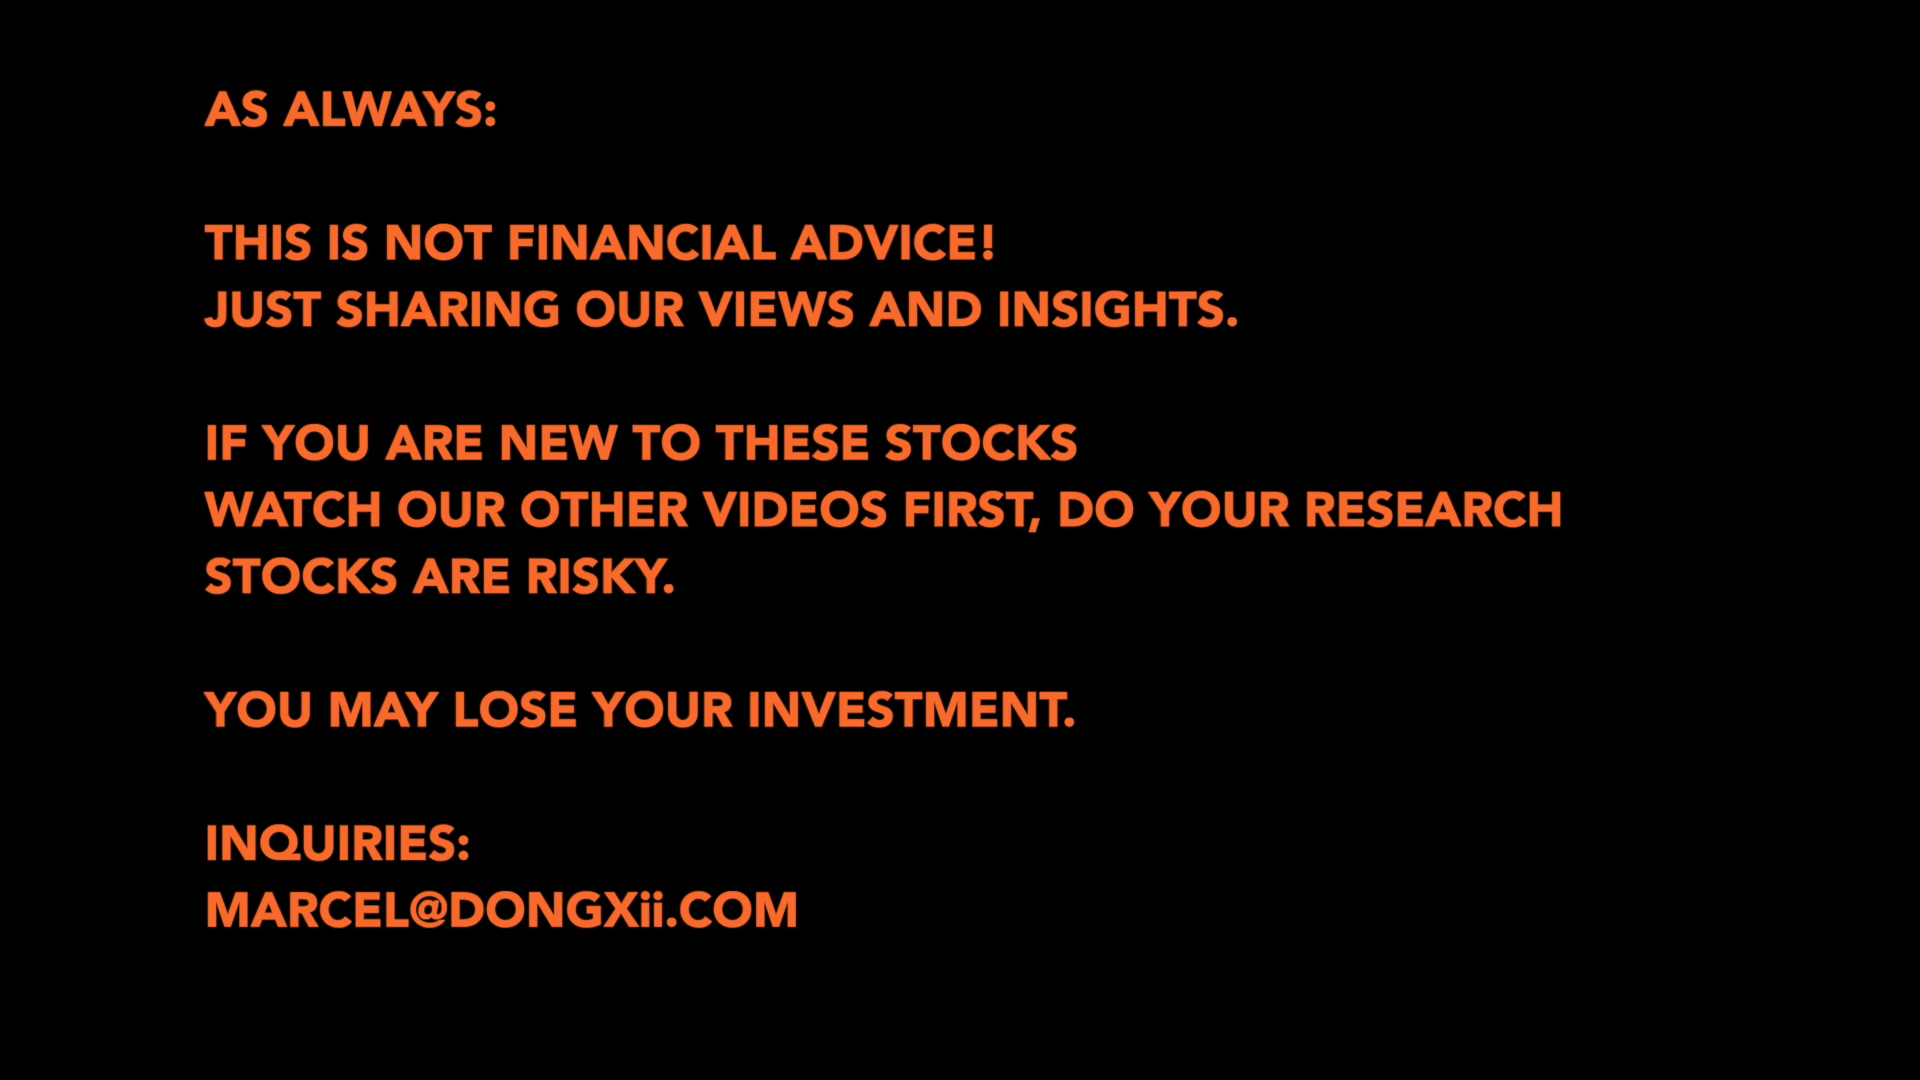 AS ALWAYS:
THIS IS NOT FINANCIAL ADVICE!
JUST SHARING OUR VIEWS AND INSIGHTS.
IF YOU ARE NEW TO THESE STOCKS
WATCH OUR OTHER VIDEOS FIRST, DO YOUR RESEARCH
STOCKS ARE RISKY.
YOU MAY LOSE YOUR INVESTMENT.
INQUIRIES:
MARCEL@DONGXii.COM